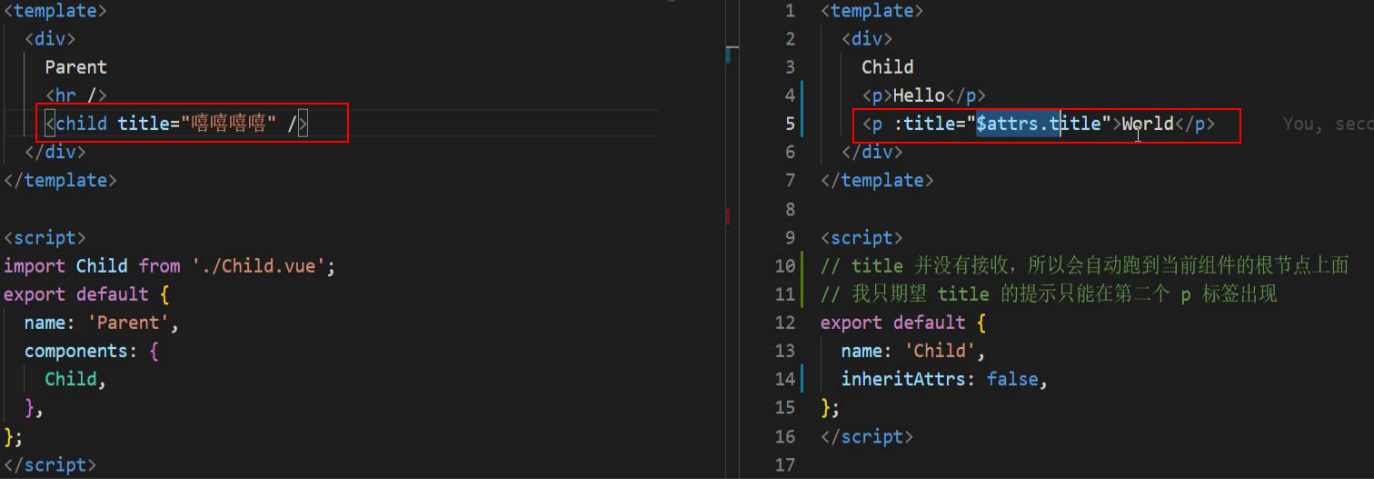 <template>
<div>
Parent
<hr />
<child title="嘻嘻嘻嘻" />
</div>
</template>
<script>
import Child from './Child.vue';
export default {
name: 'Parent',
components: {
Child,
},
};
</script>
1 <template>
2 <div>
3 Child
4 <p>Hello</p>
5 <p :title="$attrs.title">World</p> You, seco
6 </div>
7 </template>
8
9 <script>
10 // title 并没有接收，所以会自动跑到当前组件的根节点上面
11 // 我只期望 title 的提示只能在第二个 p 标签出现
12 export default {
13 name: 'Child',
14 inheritAttrs: false,
15 };
16 </script>
17